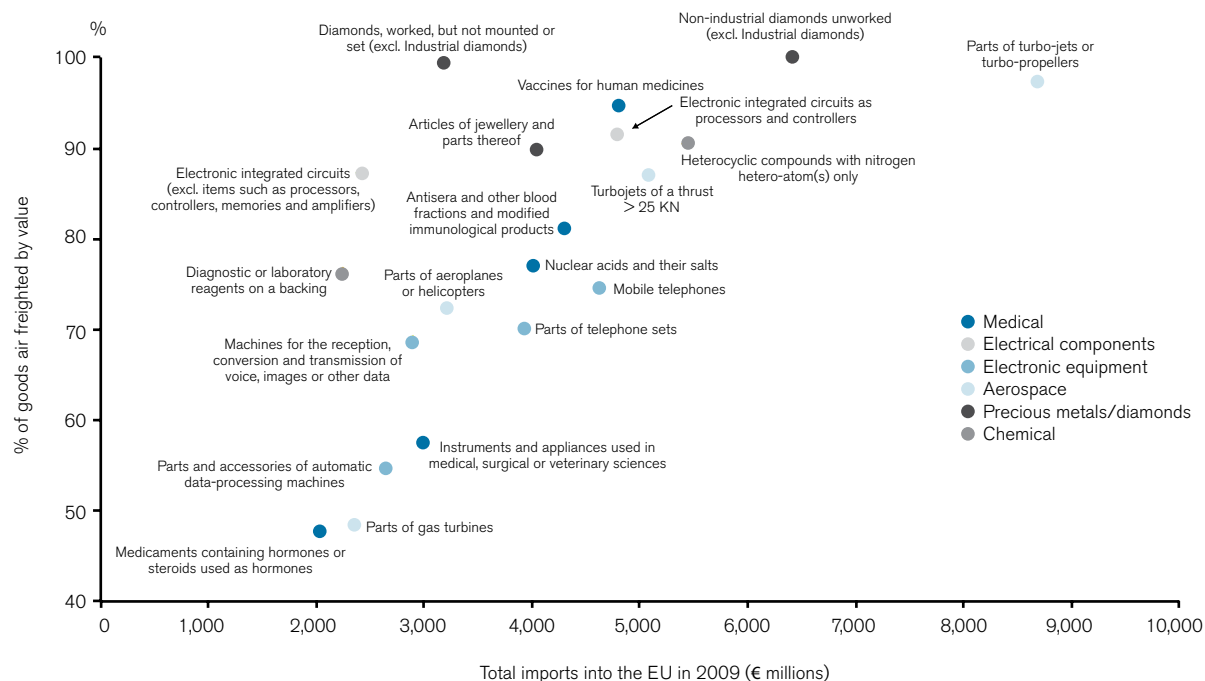 %
Diamonds, worked, but not mounted or
set (excl. Industrial diamonds)
Non-industrial diamonds unworked
(excl. Industrial diamonds)
Parts of turbo-jets or
turbo-propellers
100
Vaccines for human medicines
Electronic integrated circuits as
processors and controllers
Articles of jewellery and
parts thereof
90
Heterocyclic compounds with nitrogen
hetero-atom(s) only
Electronic integrated circuits
(excl. items such as processors,
controllers, memories and amplifiers)
Turbojets of a thrust
> 25 KN
Antisera and other blood
fractions and modified
immunological products
80
Nuclear acids and their salts
Diagnostic or laboratory
reagents on a backing
Parts of aeroplanes
or helicopters
Mobile telephones
70
Parts of telephone sets
Machines for the reception,
conversion and transmission of
voice, images or other data
Medical
Electrical components
Electronic equipment
Aerospace
Precious metals/diamonds
Chemical
60
Instruments and appliances used in
medical, surgical or veterinary sciences
Parts and accessories of automatic
data-processing machines
50
Parts of gas turbines
Medicaments containing hormones or
steroids used as hormones
40
% of goods air freighted by value
0 1,000 2,000 3,000 4,000 5,000 6,000 7,000 8,000 9,000 10,000
Total imports into the EU in 2009 (€ millions)